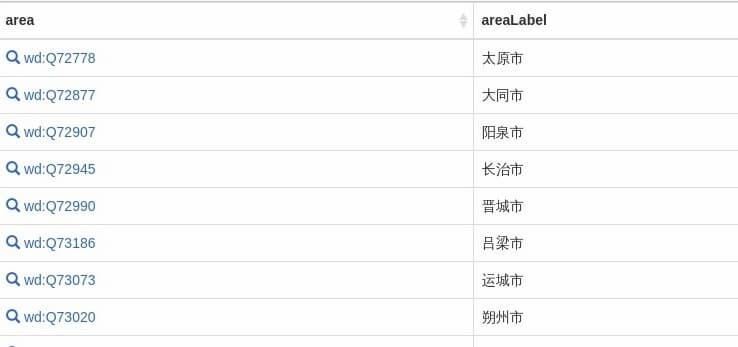 area areaLabel
wd:Q72778 太原市
wd:Q72877 大同市
wd:Q72907 阳泉市
wd:Q72945 长治市
wd:Q72990 晋城市
wd:Q73186 吕梁市
wd:Q73073 运城市
wd:Q73020 朔州市